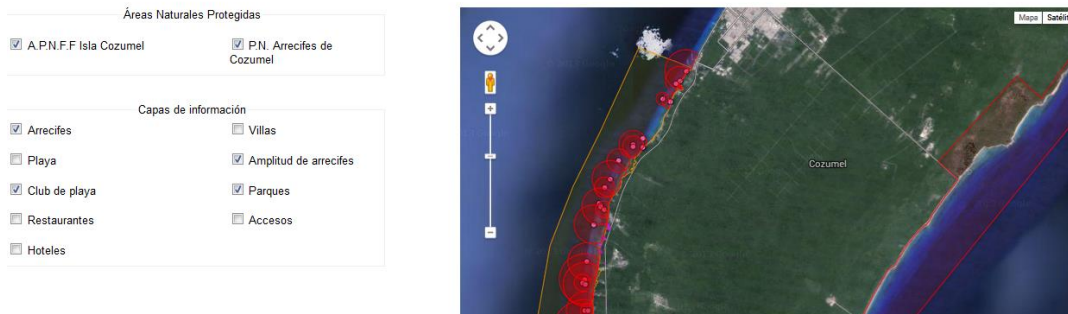 Áreas Naturales Protegidas
A.P.N.F.F Isla Cozumel
P.N. Arrecifes de
Cozumel
Capas de información
Arrecifes
Villas
Playa
Amplitud de arrecifes
Club de playa
Parques
Restaurantes
Accesos
Hoteles
Mapa
Satélit
Cozumel